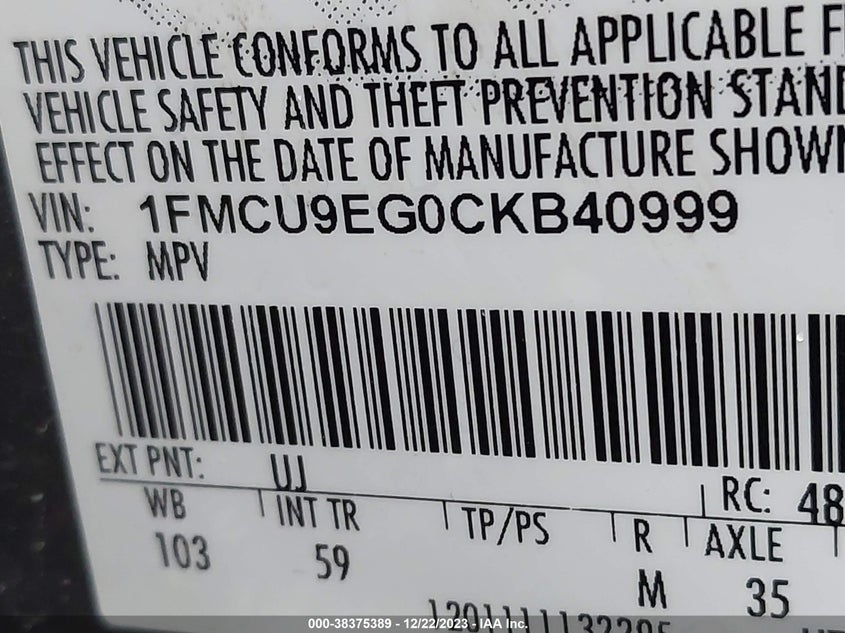 THIS VEHICLE CONFORMS TO ALL APPLICABLE F
VEHICLE SAFETY AND THEFT PREVENTION STAND
EFFECT ON THE DATE OF MANUFACTURE SHOWN
VIN: 1FMCU9EG0CKB40999
TYPE: MPV
EXT PNT: UJ RC: 48
WB INT TR TP/PS R AXLE
103 59 M 35
000-38375389 - 12/22/2023 - IAA Inc.